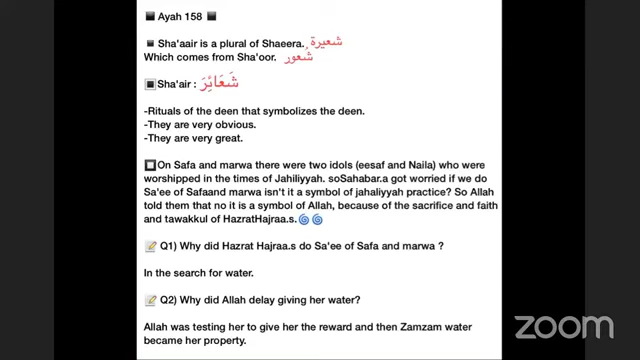 ◾ Ayah 158 ◾
▪ Sha'aair is a plural of Shaeera. شعيرة
Which comes from Sha'oor. شُعور
▣Sha'air : شَعَائِرَ
-Rituals of the deen that symbolizes the deen.
-They are very obvious.
-They are very great.
🔲On Safa and marwa there were two idols (eesaf and Naila) who were
worshipped in the times of Jahiliyyah. soSahabar.a got worried if we do
Sa'ee of Safaand marwa isn't it a symbol of jahaliyyah practice? So Allah
told them that no it is a symbol of Allah, because of the sacrifice and faith
and tawakkul of HazratHajraa.s.🌀🌀
📝 Q1) Why did Hazrat Hajraa.s do Sa'ee of Safa and marwa ?
In the search for water.
📝 Q2) Why did Allah delay giving her water?
Allah was testing her to give her the reward and then Zamzam water
became her property.
zoom